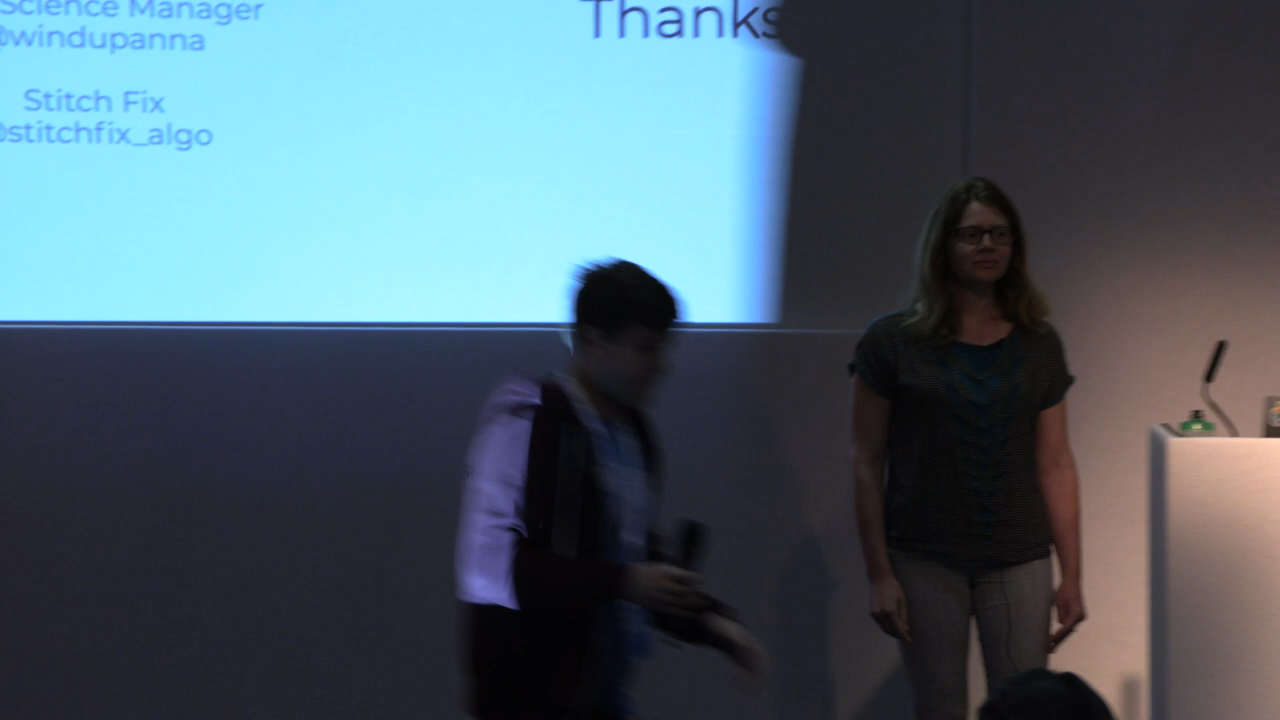 Science Manager
@windupanna
Thanks
Stitch Fix
@stitchfix_algo